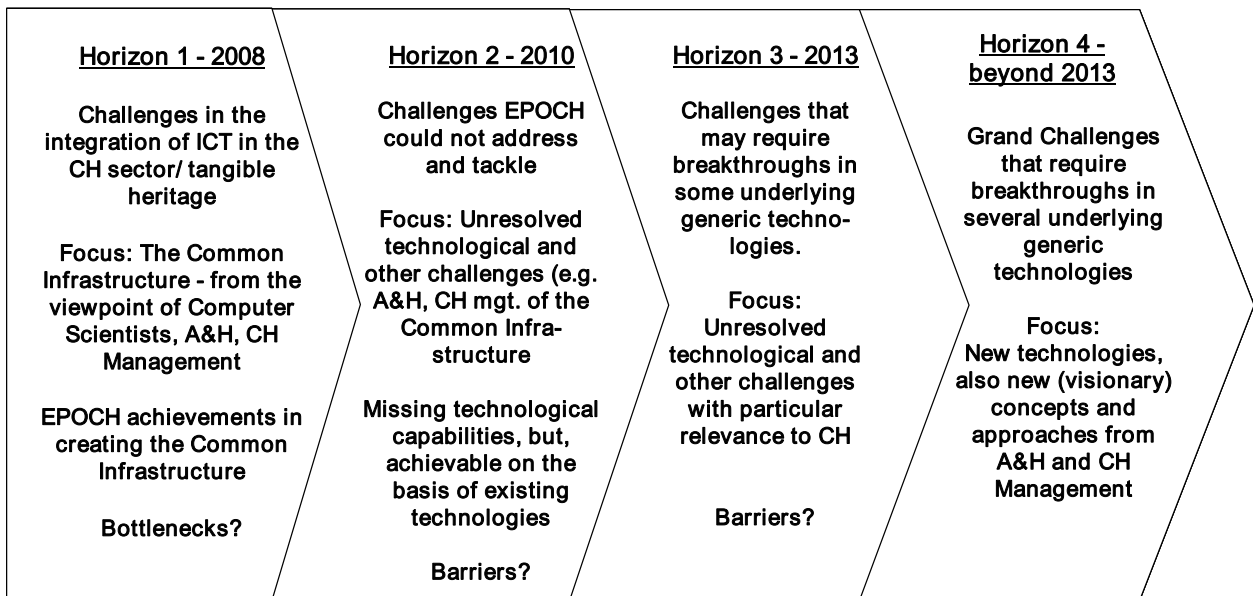 Horizon 1 - 2008
Challenges in the
integration of ICT in the
CH sector/ tangible
heritage
Focus: The Common
Infrastructure - from the
viewpoint of Computer
Scientists, A&H, CH
Management
EPOCH achievements in
creating the Common
Infrastructure
Bottlenecks?
Horizon 2 - 2010
Challenges EPOCH
could not address
and tackle
Focus: Unresolved
technological and
other challenges (e.g.
A&H, CH mgt. of the
Common Infra-
structure
Missing technological
capabilities, but,
achievable on the
basis of existing
technologies
Barriers?
Horizon 3 - 2013
Challenges that
may require
breakthroughs in
some underlying
generic techno-
logies.
Focus:
Unresolved
technological and
other challenges
with particular
relevance to CH
Barriers?
Horizon 4 -
beyond 2013
Grand Challenges
that require
breakthroughs in
several underlying
generic
technologies
Focus:
New technologies,
also new (visionary)
concepts and
approaches from
A&H and CH
Management